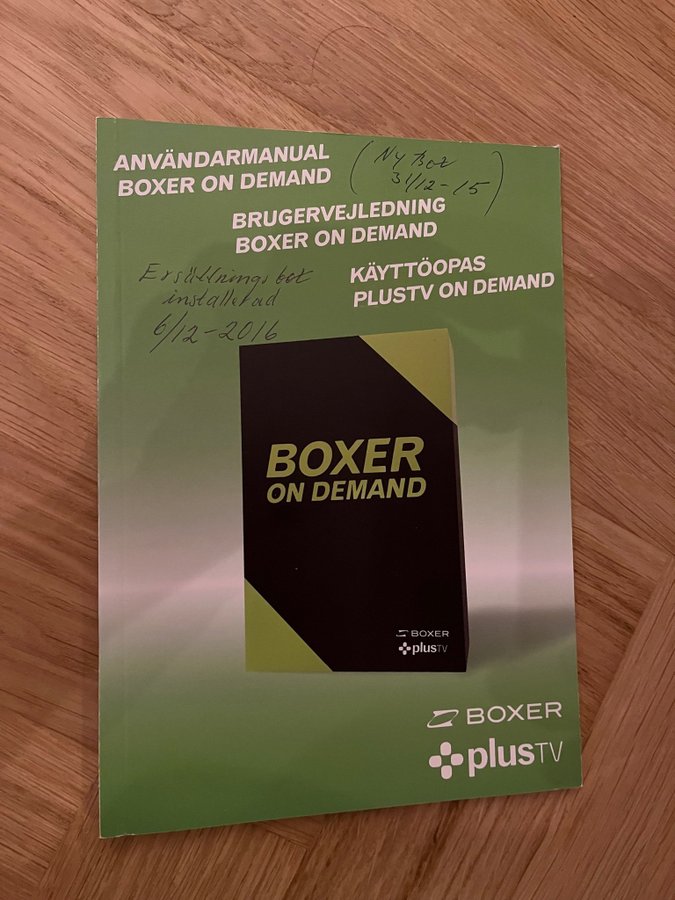 ANVÄNDARMANUAL
BOXER ON DEMAND
(Ny Box
31/12-15)
BRUGERVEJLEDNING
BOXER ON DEMAND
KÄYTTÖOPAS
PLUSTV ON DEMAND
Ersättnings box
installerad
6/12-2016
BOXER
ON DEMAND
BOXER
plusTV
BOXER
plusTV